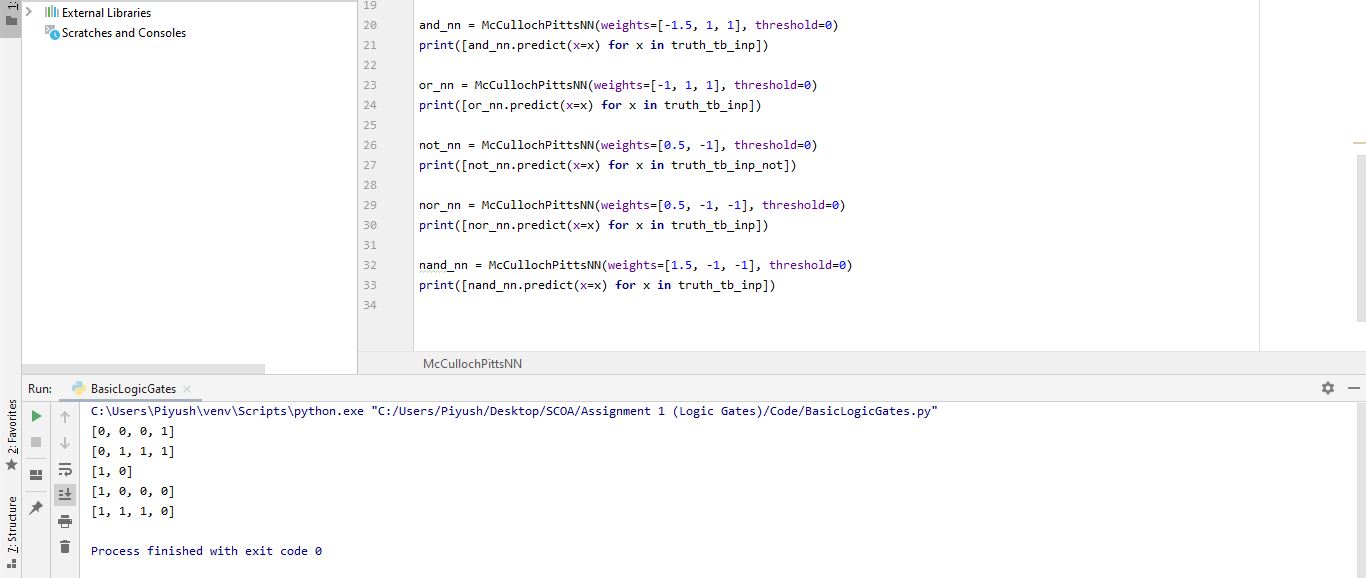 1:
External Libraries
Scratches and Consoles
19
20 and_nn = McCullochPittsNN(weights=[-1.5, 1, 1], threshold=0)
21 print([and_nn.predict(x=x) for x in truth_tb_inp])
22
23 or_nn = McCullochPittsNN(weights=[-1, 1, 1], threshold=0)
24 print([or_nn.predict(x=x) for x in truth_tb_inp])
25
26 not_nn = McCullochPittsNN(weights=[0.5, -1], threshold=0)
27 print([not_nn.predict(x=x) for x in truth_tb_inp_not])
28
29 nor_nn = McCullochPittsNN(weights=[0.5, -1, -1], threshold=0)
30 print([nor_nn.predict(x=x) for x in truth_tb_inp])
31
32 nand_nn = McCullochPittsNN(weights=[1.5, -1, -1], threshold=0)
33 print([nand_nn.predict(x=x) for x in truth_tb_inp])
34
McCullochPittsNN
Run: BasicLogicGates
C:\Users\Piyush\venv\Scripts\python.exe "C:/Users/Piyush/Desktop/SCOA/Assignment 1 (Logic Gates)/Code/BasicLogicGates.py"
[0, 0, 0, 1]
[0, 1, 1, 1]
[1, 0]
[1, 0, 0, 0]
[1, 1, 1, 0]
Process finished with exit code 0
2: Favorites
7: Structure